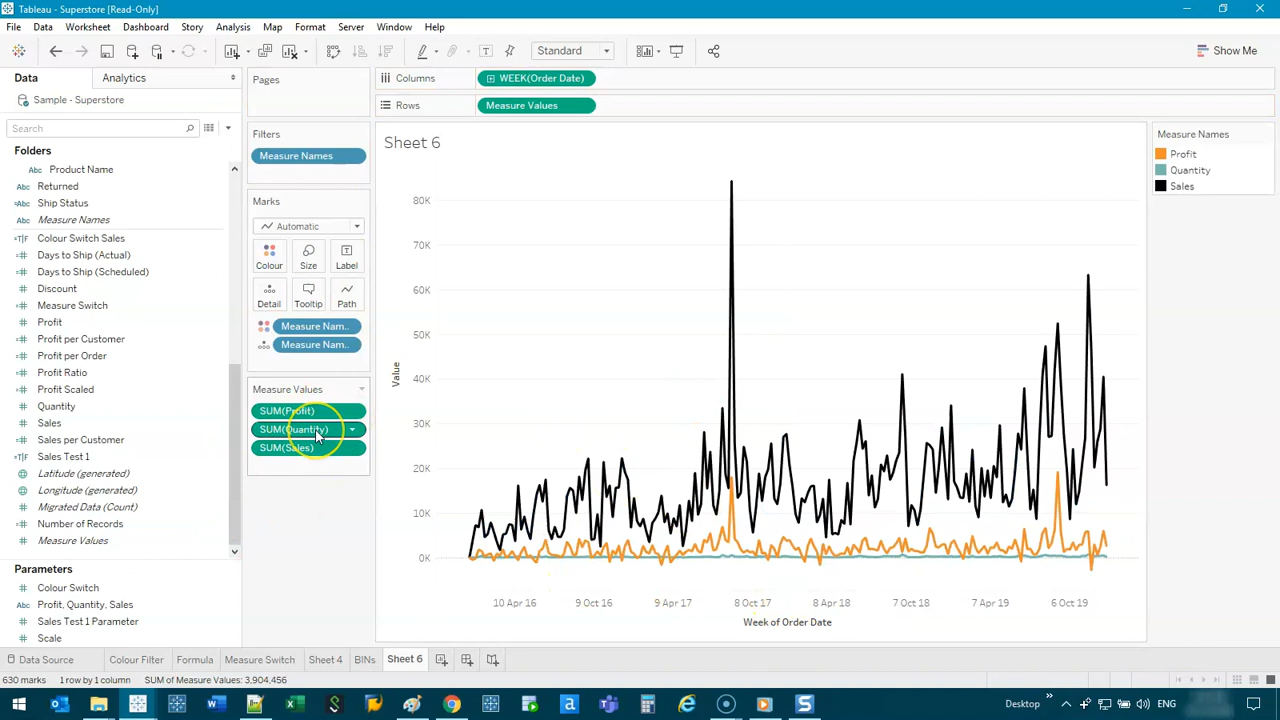 Tableau - Superstore [Read-Only]
File Data Worksheet Dashboard Story Analysis Map Format Server Window Help
Standard
Show Me
Data
Analytics
Sample - Superstore
Search
Folders
Abc Product Name
Abc Returned
Abc Ship Status
Abc Measure Names
T|F Colour Switch Sales
# Days to Ship (Actual)
# Days to Ship (Scheduled)
# Discount
# Measure Switch
# Profit
# Profit per Customer
# Profit per Order
# Profit Ratio
# Profit Scaled
# Quantity
# Sales
# Sales per Customer
T|F Sales Test 1
Latitude (generated)
Longitude (generated)
# Migrated Data (Count)
# Number of Records
# Measure Values
Parameters
# Colour Switch
Abc Profit, Quantity, Sales
# Sales Test 1 Parameter
# Scale
Pages
Filters
Measure Names
Marks
Automatic
Colour Size Label
Detail Tooltip Path
Measure Nam..
Measure Nam..
Measure Values
SUM(Profit)
SUM(Quantity)
SUM(Sales)
Columns
WEEK(Order Date)
Rows
Measure Values
Sheet 6
80K
70K
60K
50K
40K
30K
20K
10K
0K
Value
10 Apr 16 9 Oct 16 9 Apr 17 8 Oct 17 8 Apr 18 7 Oct 18 7 Apr 19 6 Oct 19
Week of Order Date
Measure Names
Profit
Quantity
Sales
Data Source Colour Filter Formula Measure Switch Sheet 4 BINs Sheet 6
630 marks 1 row by 1 column SUM of Measure Values: 3,904,456
Desktop
ENG